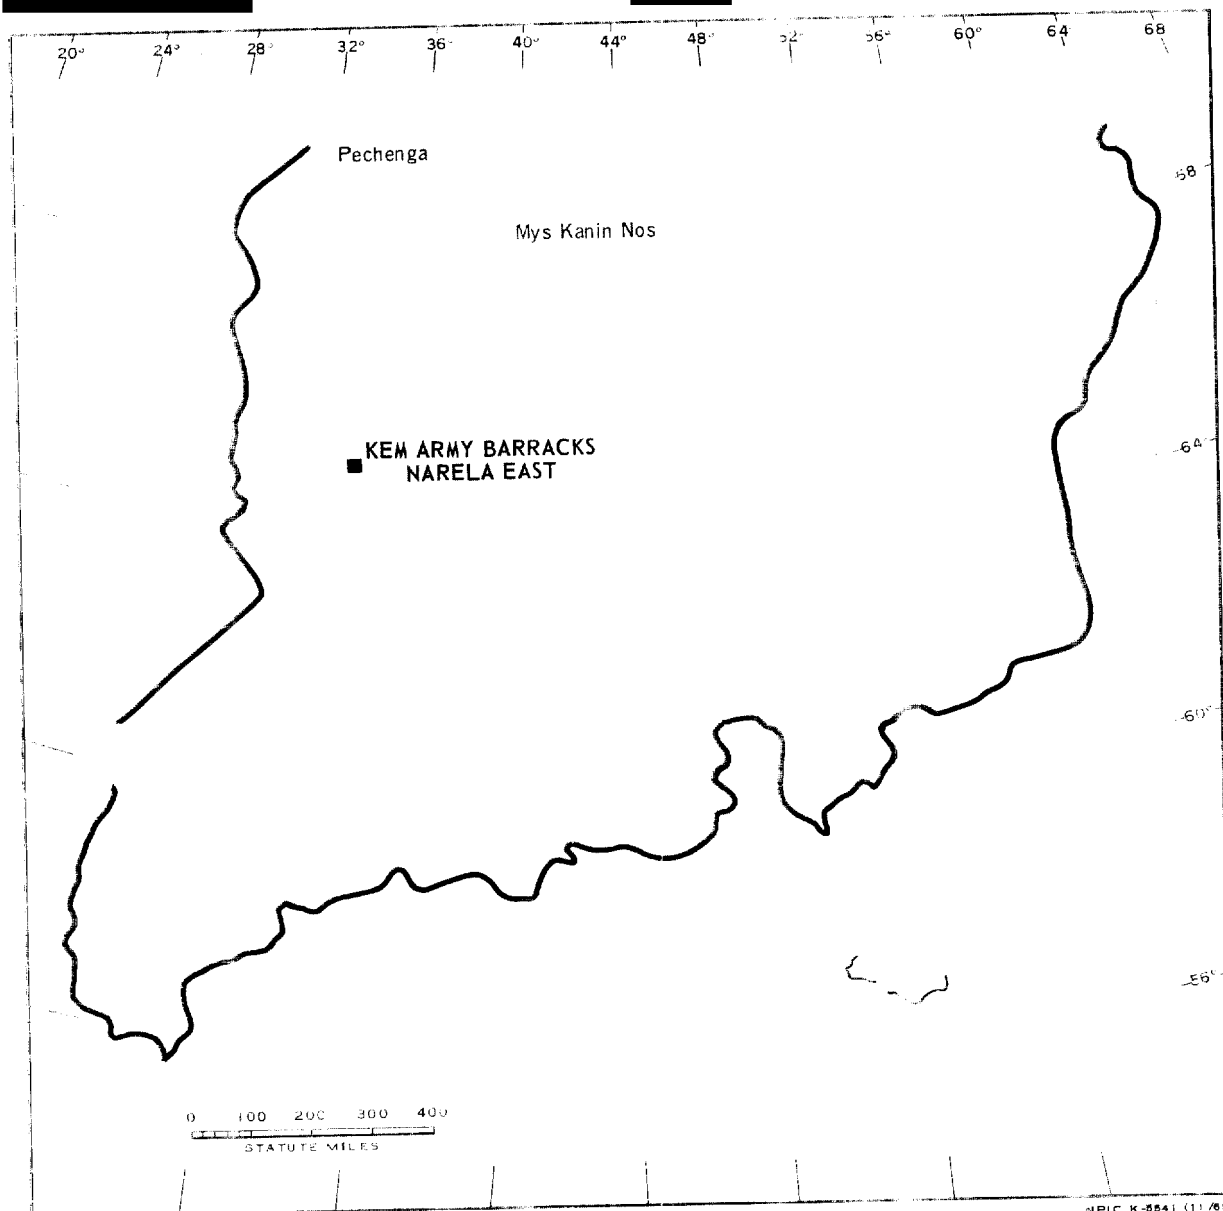 20° 24° 28° 32° 36° 40° 44° 48° 52° 56° 60° 64 68
Pechenga
68
Mys Kanin Nos
KEM ARMY BARRACKS
NARELA EAST
64
60
56
0 100 200 300 400
STATUTE MILES